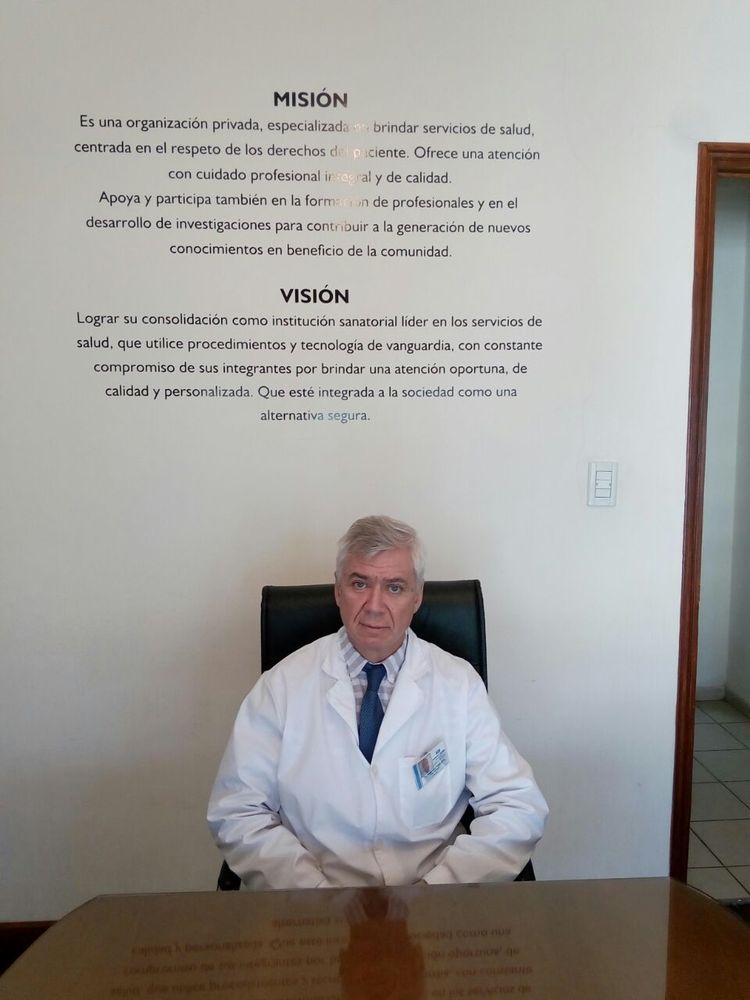 MISIÓN
Es una organización privada, especializada en brindar servicios de salud,
centrada en el respeto de los derechos del paciente. Ofrece una atención
con cuidado profesional integral y de calidad.
Apoya y participa también en la formación de profesionales y en el
desarrollo de investigaciones para contribuir a la generación de nuevos
conocimientos en beneficio de la comunidad.
VISIÓN
Lograr su consolidación como institución sanatorial líder en los servicios de
salud, que utilice procedimientos y tecnología de vanguardia, con constante
compromiso de sus integrantes por brindar una atención oportuna, de
calidad y personalizada. Que esté integrada a la sociedad como una
alternativa segura.